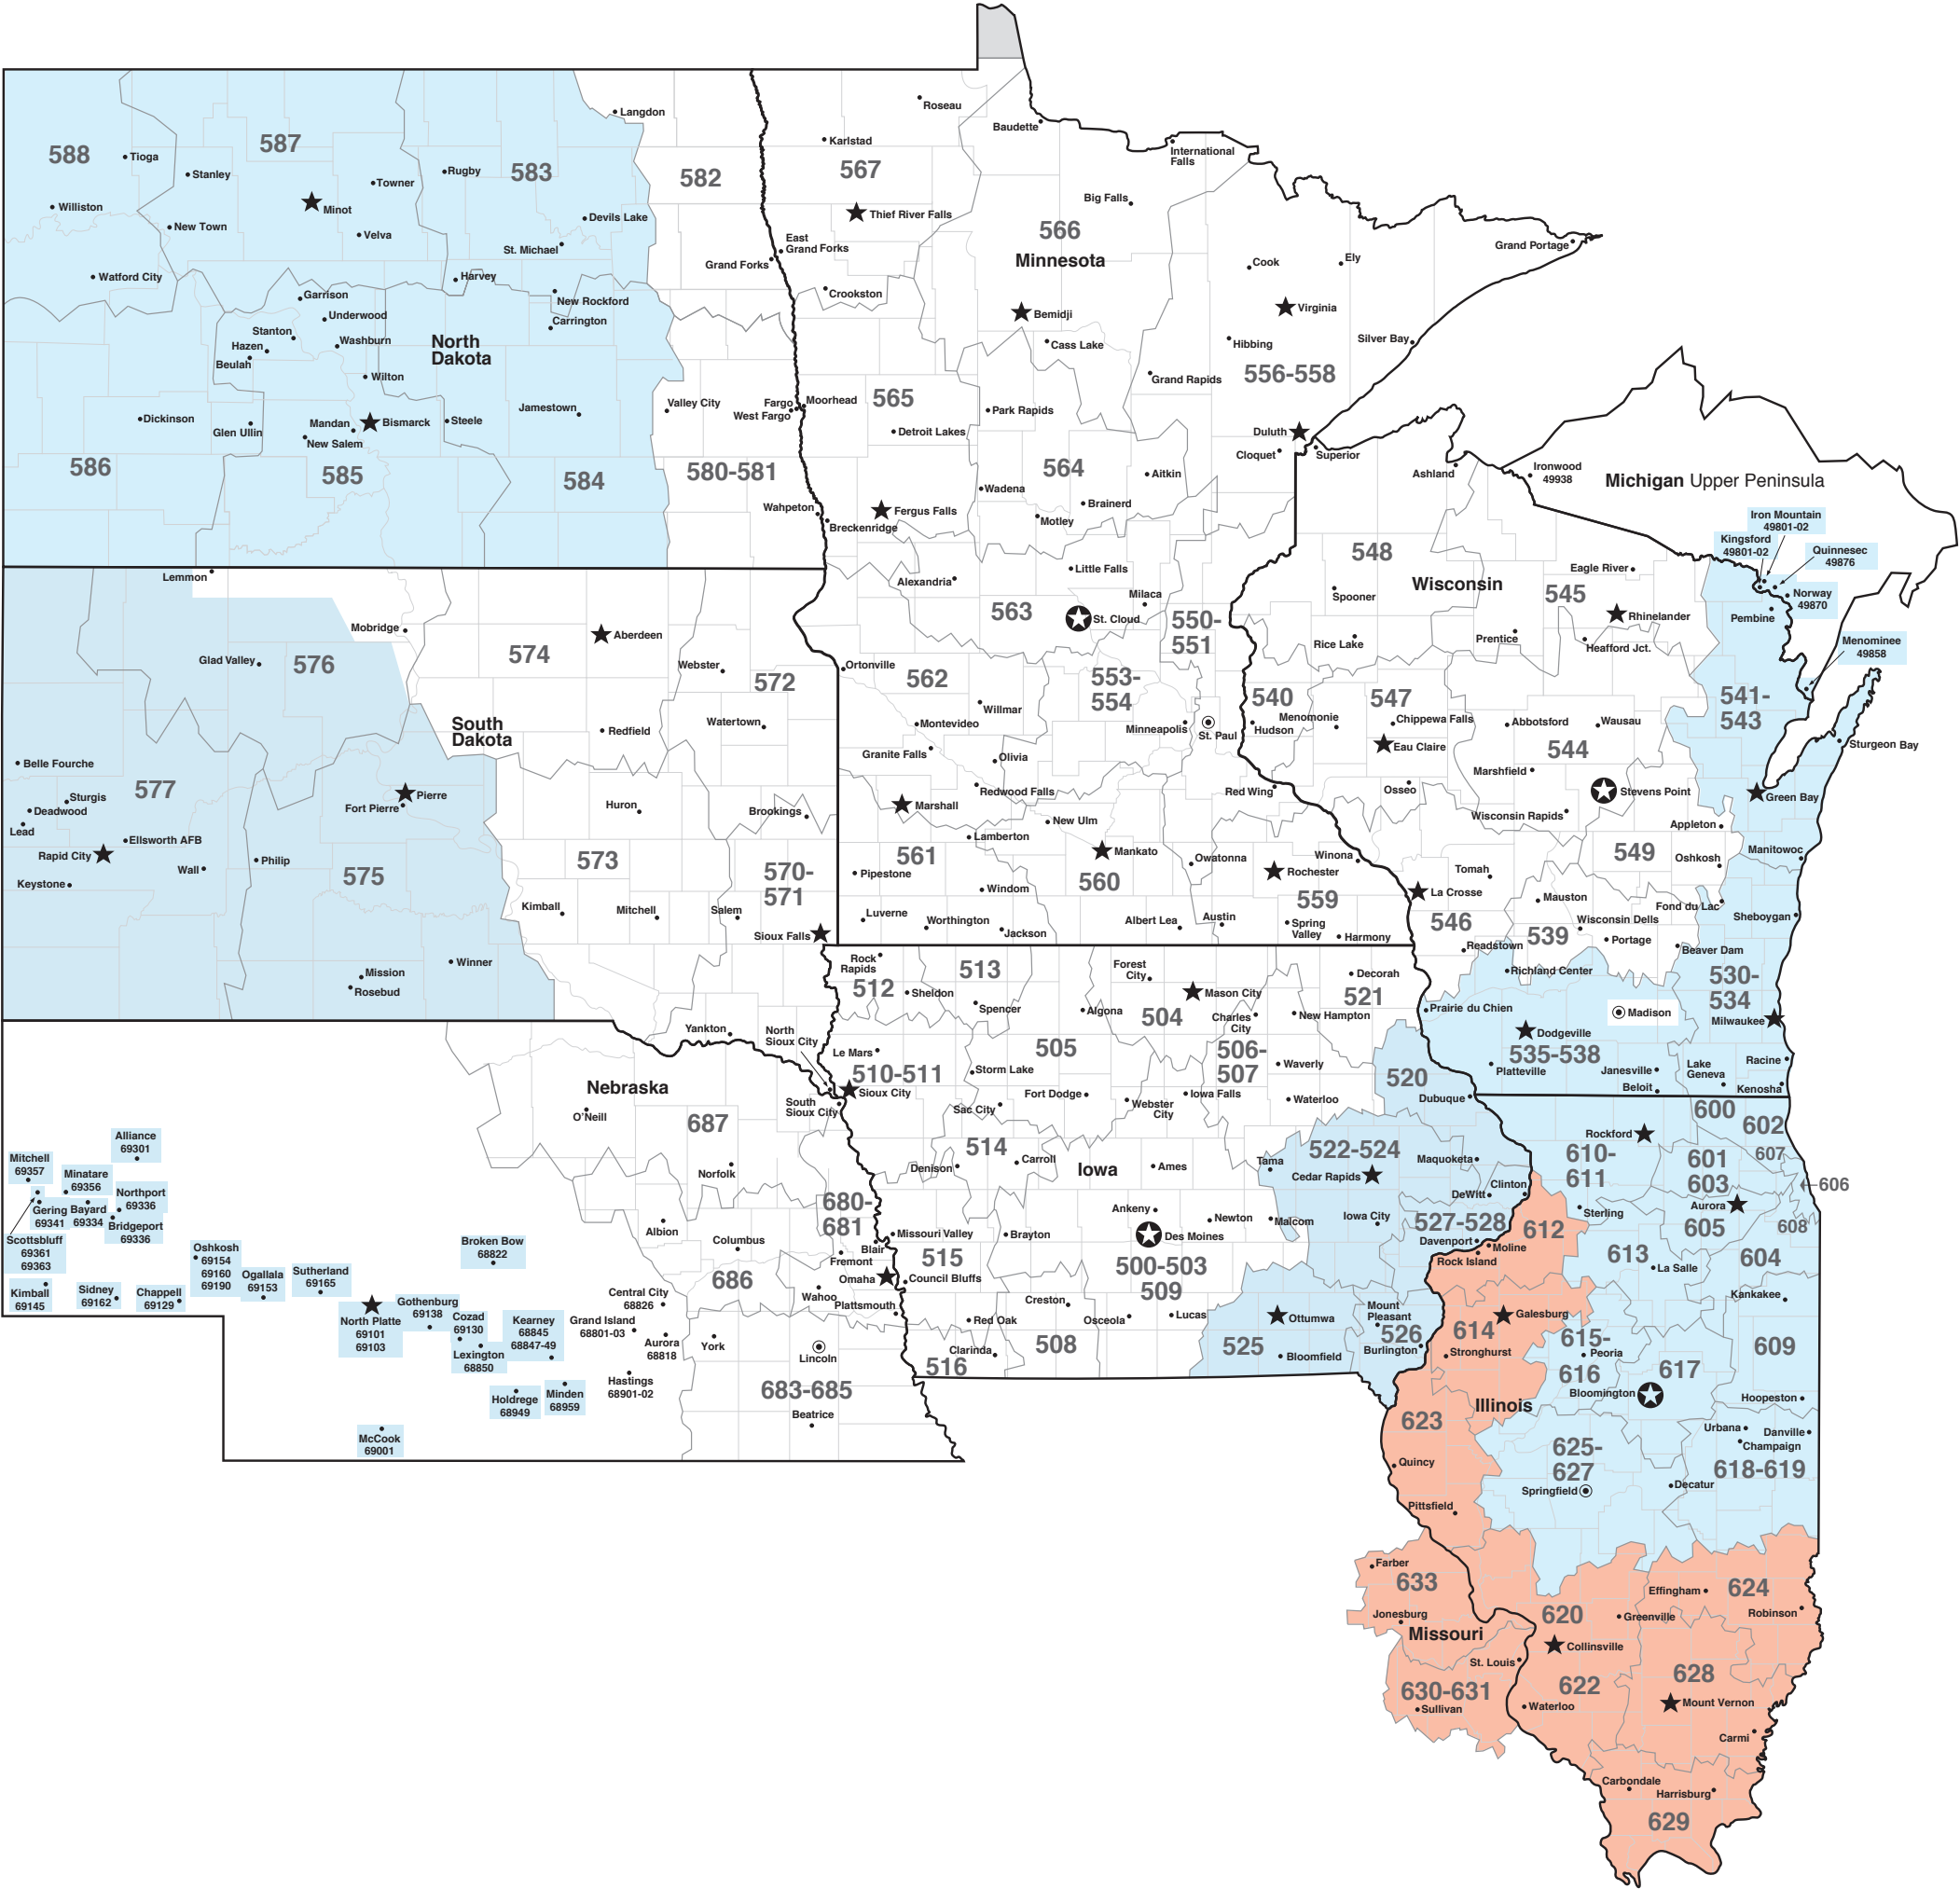 588
Tioga
Williston
Watford City
587
Stanley
Towner
Minot
New Town
Velva
583
Rugby
Devils Lake
St. Michael
Harvey
New Rockford
Carrington
Langdon
582
Grand Forks
Garrison
Underwood
Stanton
Hazen
Washburn
Beulah
Wilton
North
Dakota
Dickinson
Glen Ullin
Mandan
Bismarck
New Salem
Steele
Jamestown
586
585
584
Valley City
Fargo
West Fargo
580-581
Wahpeton
Roseau
Karlstad
567
Thief River Falls
East
Grand Forks
Crookston
Baudette
International
Falls
Big Falls
566
Minnesota
Bemidji
Cass Lake
Cook
Ely
Grand Portage
Virginia
Hibbing
Silver Bay
Grand Rapids
556-558
Duluth
Cloquet
Moorhead
565
Detroit Lakes
Park Rapids
564
Aitkin
Wadena
Brainerd
Motley
Fergus Falls
Breckenridge
Alexandria
Little Falls
Milaca
563
St. Cloud
550-
551
Ortonville
562
553-
554
Willmar
Montevideo
Minneapolis
St. Paul
Granite Falls
Olivia
Redwood Falls
Red Wing
Marshall
New Ulm
Lamberton
Mankato
Owatonna
Winona
Rochester
561
Pipestone
560
Windom
559
Luverne
Worthington
Jackson
Albert Lea
Austin
Spring
Valley
Harmony
Superior
Ashland
Ironwood
49938
Michigan Upper Peninsula
Iron Mountain
49801-02
Kingsford
49801-02
Quinnesec
49876
Norway
49870
Pembine
Menominee
49858
548
Wisconsin
Spooner
Eagle River
545
Rhinelander
Rice Lake
Prentice
Heafford Jct.
541-
543
540
547
Hudson
Menomonie
Chippewa Falls
Eau Claire
Abbotsford
Wausau
544
Marshfield
Osseo
Stevens Point
Wisconsin Rapids
Sturgeon Bay
Green Bay
Appleton
549
Oshkosh
Manitowoc
Tomah
La Crosse
Mauston
Fond du Lac
Sheboygan
546
539
Wisconsin Dells
Portage
Readstown
Beaver Dam
Richland Center
530-
534
Prairie du Chien
Madison
Milwaukee
Dodgeville
535-538
Platteville
Janesville
Beloit
Lake
Geneva
Racine
Kenosha
Lemmon
Mobridge
Glad Valley
576
574
Aberdeen
Webster
572
South
Dakota
Redfield
Watertown
Belle Fourche
577
Sturgis
Deadwood
Lead
Ellsworth AFB
Rapid City
Wall
Keystone
Philip
Pierre
Fort Pierre
575
Huron
Brookings
573
570-
571
Kimball
Mitchell
Salem
Sioux Falls
Winner
Mission
Rosebud
Yankton
North
Sioux City
Nebraska
O'Neill
687
South
Sioux City
Norfolk
Alliance
69301
Mitchell
69357
Minatare
69356
Northport
69336
Gering
69341
Bayard
69334
Bridgeport
69336
Scottsbluff
69361
69363
Kimball
69145
Sidney
69162
Chappell
69129
Oshkosh
69154
69160
69190
Ogallala
69153
Sutherland
69165
North Platte
69101
69103
Gothenburg
69138
Cozad
69130
Lexington
68850
Kearney
68845
68847-49
Broken Bow
68822
Holdrege
68949
Minden
68959
McCook
69001
Central City
68826
Grand Island
68801-03
Aurora
68818
Hastings
68901-02
Albion
Columbus
686
680-
681
Blair
Fremont
Omaha
Wahoo
Plattsmouth
York
Lincoln
683-685
Beatrice
Rock
Rapids
512
Sheldon
513
Spencer
Forest
City
Mason City
Algona
504
Charles
City
Decorah
521
New Hampton
Le Mars
510-511
Sioux City
505
Storm Lake
Sac City
Fort Dodge
506-
507
Webster
City
Iowa Falls
Waverly
Waterloo
520
Dubuque
514
Denison
Carroll
Iowa
Ames
Tama
522-524
Cedar Rapids
Maquoketa
DeWitt
Clinton
Iowa City
527-528
Davenport
Missouri Valley
515
Council Bluffs
Brayton
Ankeny
Des Moines
Newton
Malcom
500-503
509
Creston
Osceola
Lucas
Red Oak
Clarinda
516
508
Ottumwa
525
Bloomfield
Mount
Pleasant
526
Burlington
600
602
Rockford
610-
611
601
603
607
606
Aurora
605
608
Sterling
612
Moline
Rock Island
613
La Salle
604
Kankakee
Galesburg
614
Stronghurst
615-
Peoria
616
617
609
Bloomington
Hoopeston
Illinois
623
Quincy
Pittsfield
625-
627
Springfield
Urbana
Danville
Champaign
618-619
Decatur
Farber
633
Jonesburg
Missouri
St. Louis
630-631
Sullivan
620
Greenville
Collinsville
622
Waterloo
Effingham
624
Robinson
628
Mount Vernon
Carmi
Carbondale
Harrisburg
629